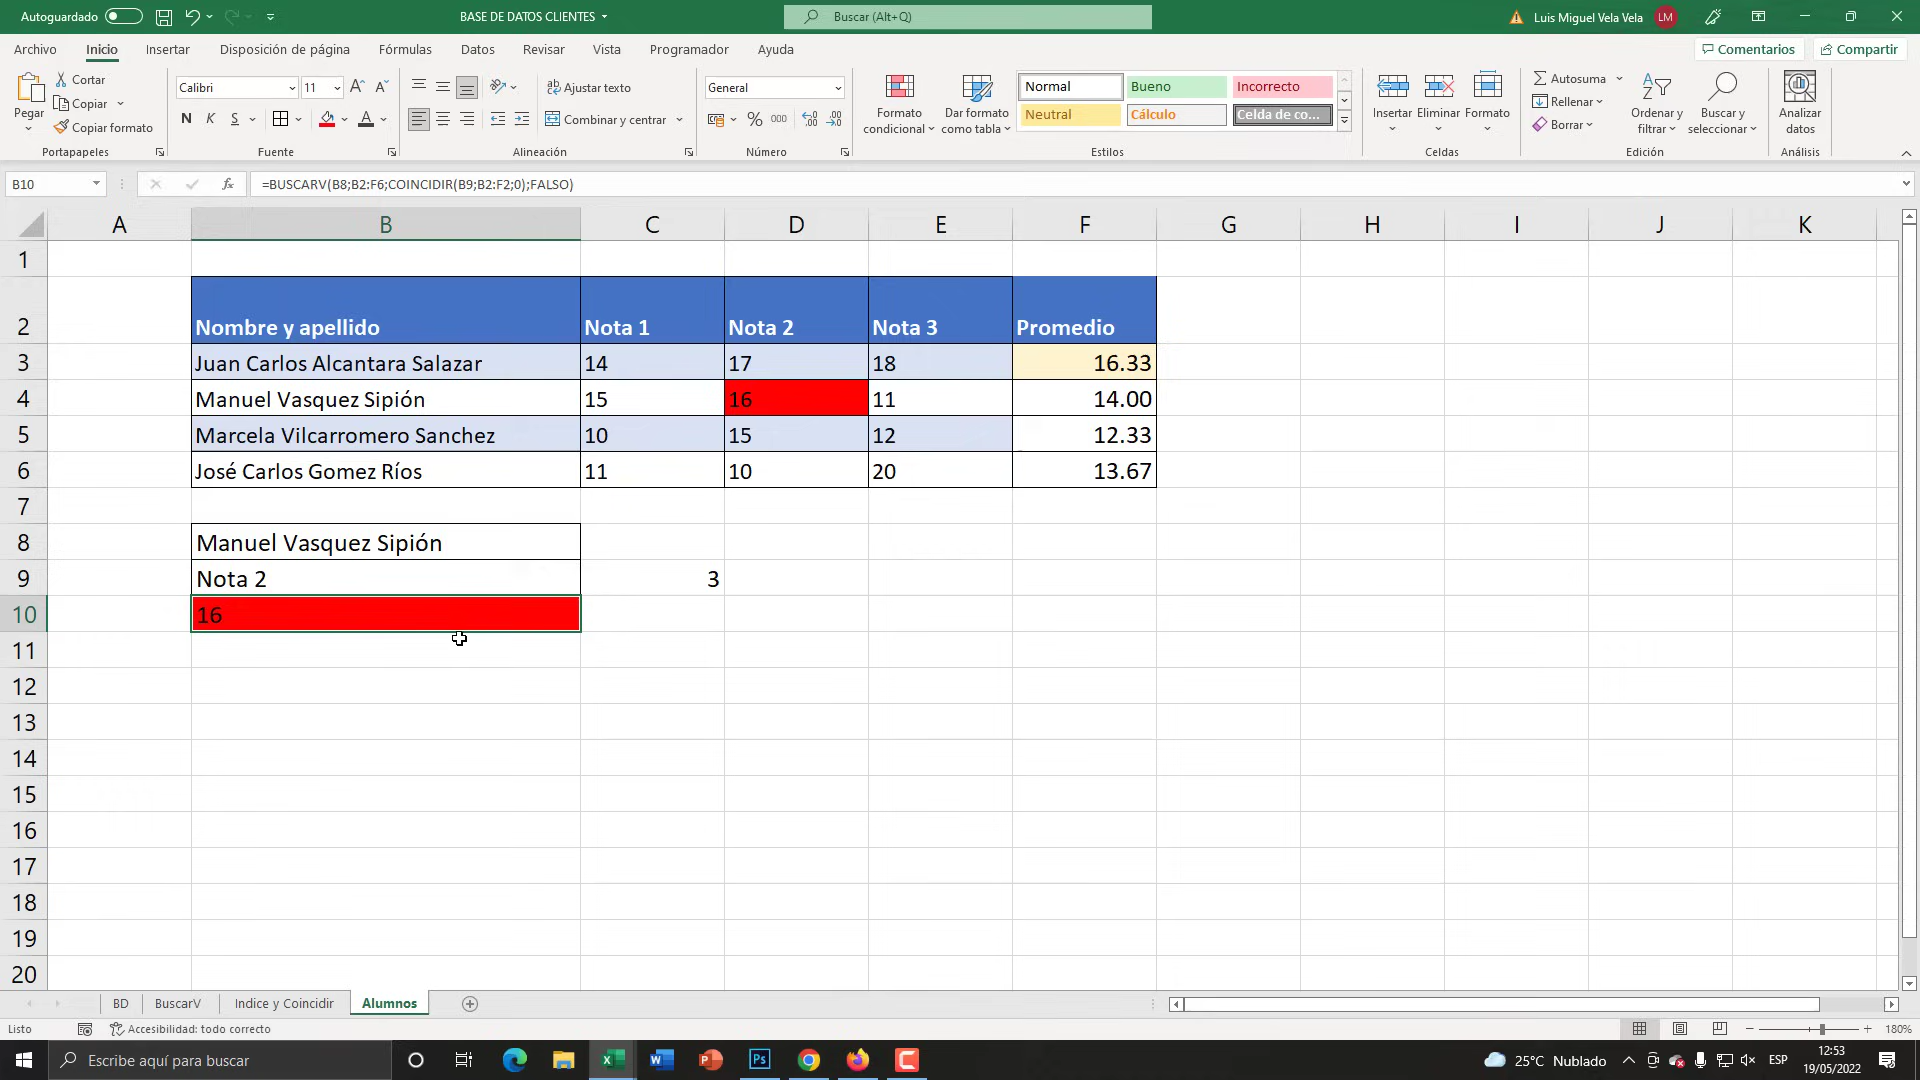 Autoguardado
BASE DE DATOS CLIENTES
Buscar (Alt+Q)
Luis Miguel Vela Vela
LM
Archivo Inicio Insertar Disposición de página Fórmulas Datos Revisar Vista Programador Ayuda
Comentarios
Compartir
Pegar
Cortar
Copiar
Copiar formato
Portapapeles
Calibri
11
N K S
Fuente
Ajustar texto
Combinar y centrar
Alineación
General
% 000
Número
Formato condicional
Dar formato como tabla
Normal
Bueno
Incorrecto
Neutral
Cálculo
Celda de co...
Estilos
Insertar
Eliminar
Formato
Celdas
Autosuma
Rellenar
Borrar
Ordenar y filtrar
Buscar y seleccionar
Edición
Analizar datos
Análisis
B10
fx
=BUSCARV(B8;B2:F6;COINCIDIR(B9;B2:F2;0);FALSO)
A B C D E F G H I J K
1
2 Nombre y apellido Nota 1 Nota 2 Nota 3 Promedio
3 Juan Carlos Alcantara Salazar 14 17 18 16.33
4 Manuel Vasquez Sipión 15 16 11 14.00
5 Marcela Vilcarromero Sanchez 10 15 12 12.33
6 José Carlos Gomez Ríos 11 10 20 13.67
7
8 Manuel Vasquez Sipión
9 Nota 2 3
10 16
11
12
13
14
15
16
17
18
19
20
BD BuscarV Indice y Coincidir Alumnos
Listo
Accesibilidad: todo correcto
180%
Escribe aquí para buscar
25°C Nublado
ESP
12:53
19/05/2022